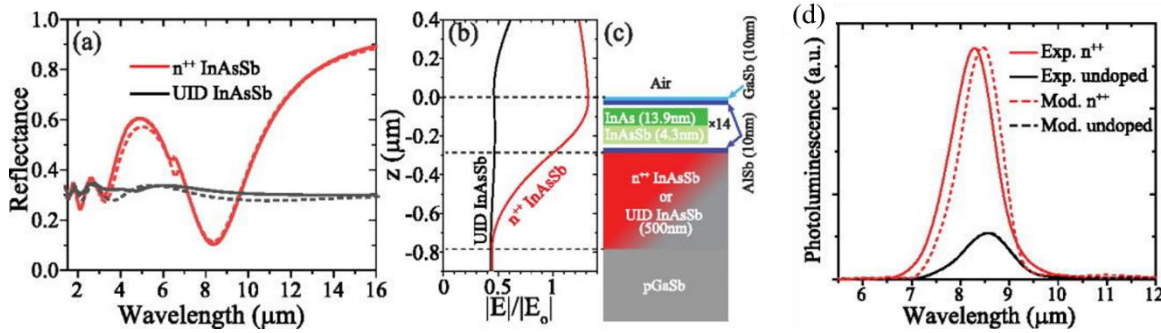 (a)
n++ InAsSb
UID InAsSb
Reflectance
1.0
0.8
0.6
0.4
0.2
0.0
2 4 6 8 10 12 14 16
Wavelength (μm)
(b)
z (μm)
0.4
0.2
0.0
-0.2
-0.4
-0.6
-0.8
UID InAsSb
n++ InAsSb
0 0.5 1
|E|/|Eo|
(c)
Air
InAs (13.9nm)
InAsSb (4.3nm)
×14
n++ InAsSb
or
UID InAsSb
(500nm)
pGaSb
GaSb (10nm)
AlSb (10nm)
(d)
Exp. n++
Exp. undoped
Mod. n++
Mod. undoped
Photoluminescence (a.u.)
6 7 8 9 10 11 12
Wavelength (μm)